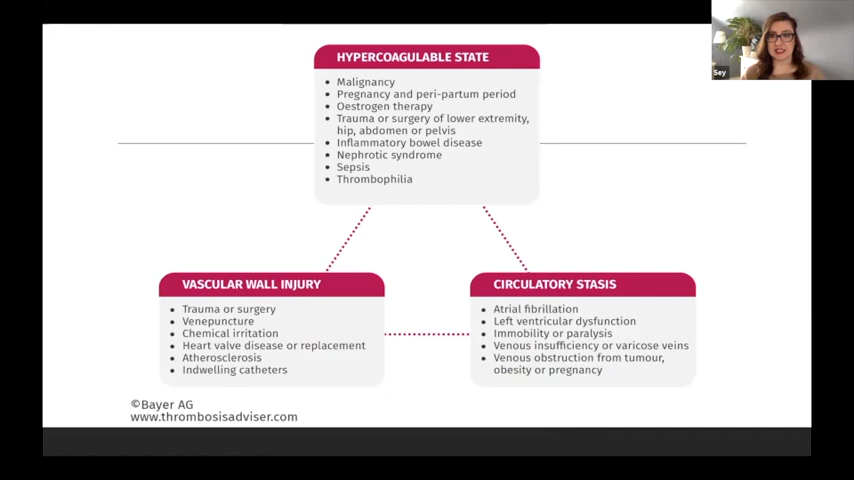 Sey
HYPERCOAGULABLE STATE
• Malignancy
• Pregnancy and peri-partum period
• Oestrogen therapy
• Trauma or surgery of lower extremity,
hip, abdomen or pelvis
• Inflammatory bowel disease
• Nephrotic syndrome
• Sepsis
• Thrombophilia
VASCULAR WALL INJURY
• Trauma or surgery
• Venepuncture
• Chemical irritation
• Heart valve disease or replacement
• Atherosclerosis
• Indwelling catheters
CIRCULATORY STASIS
• Atrial fibrillation
• Left ventricular dysfunction
• Immobility or paralysis
• Venous insufficiency or varicose veins
• Venous obstruction from tumour,
obesity or pregnancy
©Bayer AG
www.thrombosisadviser.com